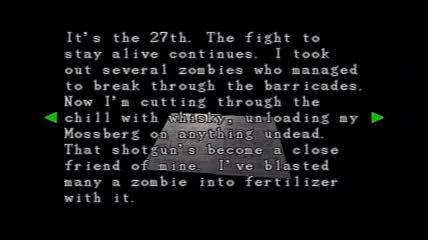 It's the 27th. The fight to
stay alive continues. I took
out several zombies who managed
to break through the barricades.
Now I'm cutting through the
chill with whisky, unloading my
Mossberg on anything undead.
That shotgun's become a close
friend of mine. I've blasted
many a zombie into fertilizer
with it.